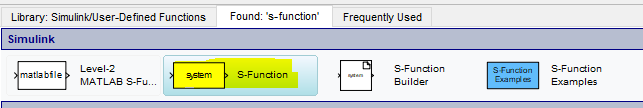 Library: Simulink/User-Defined Functions Found: 's-function' Frequently Used
Simulink
matlabfile Level-2 MATLAB S-Fu...
system S-Function
system S-Function Builder
S-Function Examples S-Function Examples